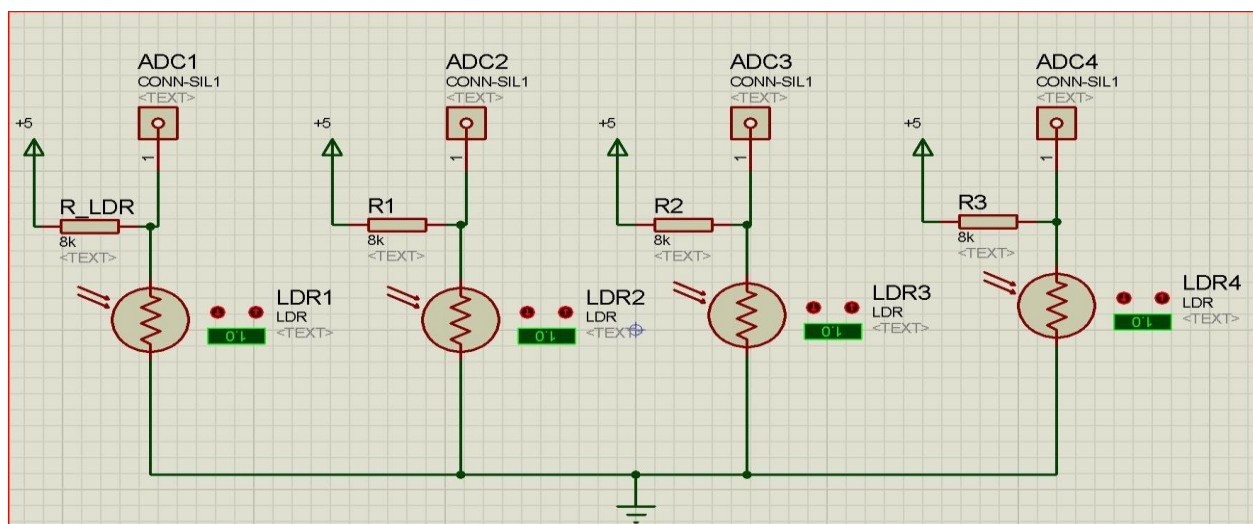 ADC1
CONN-SIL1
<TEXT>
1
+5
R_LDR
8k
<TEXT>
LDR1
LDR
<TEXT>
1.0
ADC2
CONN-SIL1
<TEXT>
1
+5
R1
8k
<TEXT>
LDR2
LDR
<TEXT>
1.0
ADC3
CONN-SIL1
<TEXT>
1
+5
R2
8k
<TEXT>
LDR3
LDR
<TEXT>
1.0
ADC4
CONN-SIL1
<TEXT>
1
+5
R3
8k
<TEXT>
LDR4
LDR
<TEXT>
1.0